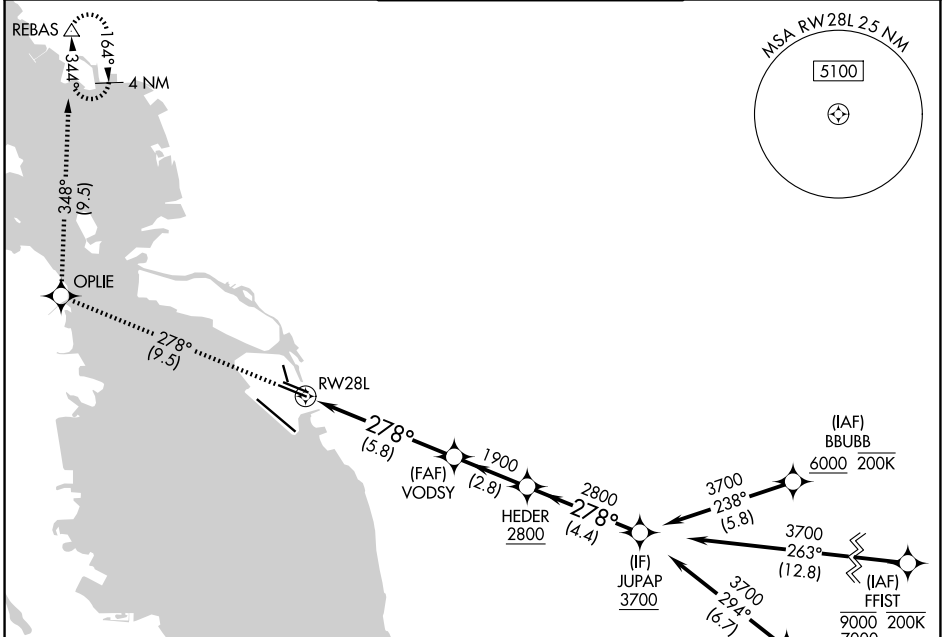 REBAS
164°
344°
4 NM
MSA RW28L 25 NM
5100
348°
(9.5)
OPLIE
278°
(9.5)
RW28L
278°
(5.8)
(FAF)
VODSY
1900
(2.8)
HEDER
2800
2800
278°
(4.4)
(IF)
JUPAP
3700
(IAF)
BBUBB
6000 200K
3700
238°
(5.8)
3700
263°
(12.8)
(IAF)
FFIST
9000 200K
7000
3700
294°
(6.7)